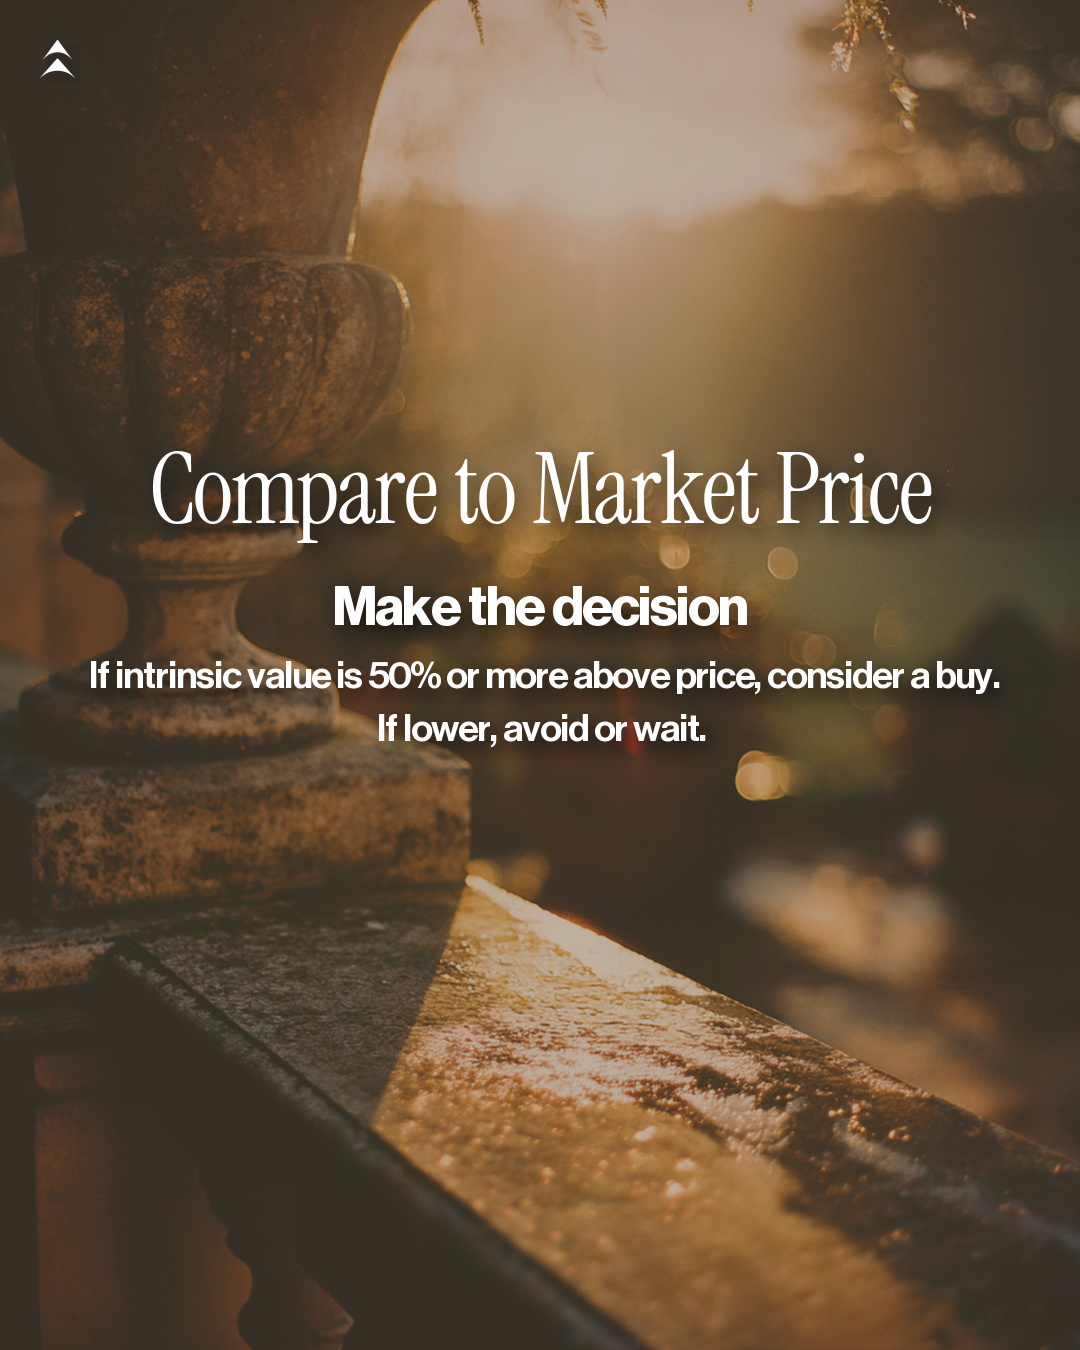 Compare to Market Price
Make the decision
If intrinsic value is 50% or more above price, consider a buy.
If lower, avoid or wait.